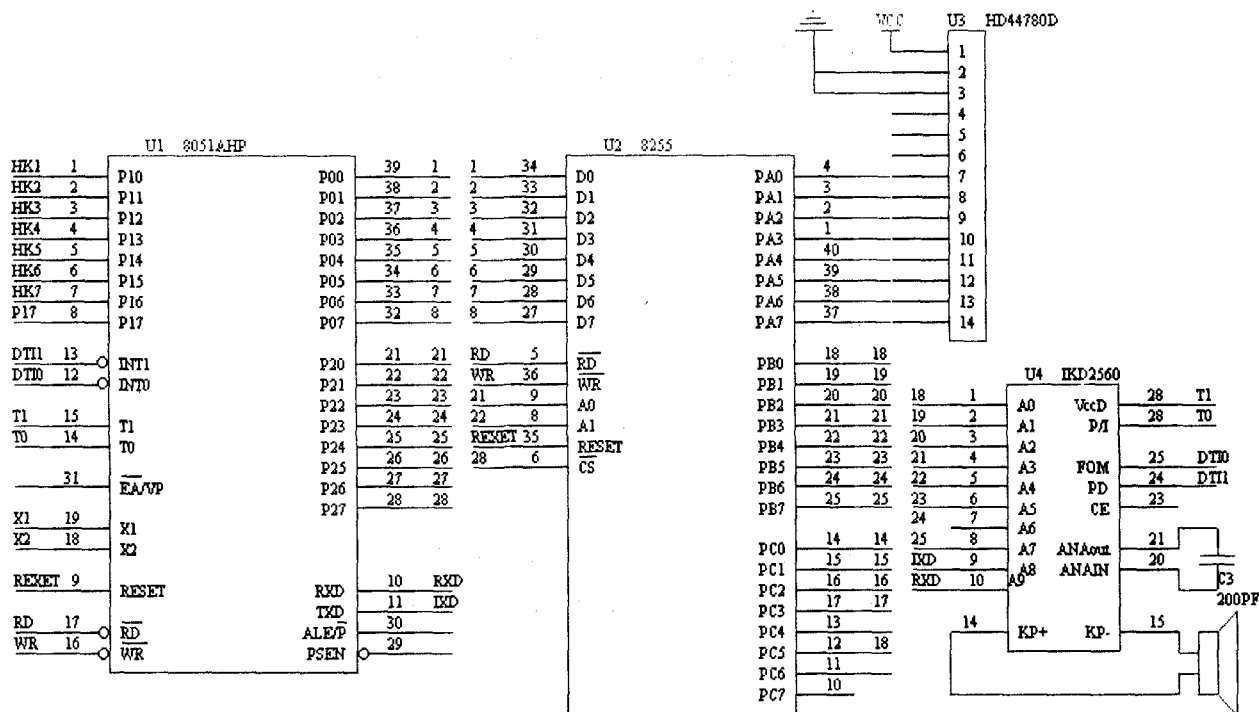 VCC U3 HD44780D
1
2
3
4
5
6
7
8
9
10
11
12
13
14
U1 8051AHP
HK1 1 P10 P00 39 1
HK2 2 P11 P01 38 2
HK3 3 P12 P02 37 3
HK4 4 P13 P03 36 4
HK5 5 P14 P04 35 5
HK6 6 P15 P05 34 6
HK7 7 P16 P06 33 7
P17 8 P17 P07 32 8
DTI1 13 INT1 P20 21 21
DTI0 12 INT0 P21 22 22
P22 23 23
T1 15 T1 P23 24 24
T0 14 T0 P24 25 25
P25 26 26
31 EA/VP P26 27 27
P27 28 28
X1 19 X1
X2 18 X2
REXET 9 RESET RXD 10 RXD
TXD 11 IXD
RD 17 RD ALE/P 30
WR 16 WR PSEN 29
U2 8255
1 34 D0 PA0 4
2 33 D1 PA1 3
3 32 D2 PA2 2
4 31 D3 PA3 1
5 30 D4 PA4 40
6 29 D5 PA5 39
7 28 D6 PA6 38
8 27 D7 PA7 37
RD 5 RD PB0 18 18
WR 36 WR PB1 19 19
21 9 A0 PB2 20 20
22 8 A1 PB3 21 21
REXET 35 RESET PB4 22 22
28 6 CS PB5 23 23
PB6 24 24
PB7 25 25
PC0 14 14
PC1 15 15
PC2 16 16
PC3 17 17
PC4 13
PC5 12 18
PC6 11
PC7 10
U4 IKD2560
18 1 A0 VccD 28 T1
19 2 A1 P/I 28 T0
20 3 A2
21 4 A3 FOM 25 DTI0
22 5 A4 PD 24 DTI1
23 6 A5 CE 23
24 7 A6
25 8 A7 ANAout 21
IXD 9 A8 ANAIN 20
RXD 10 A9
C3
200PF
14 KP+ KP- 15